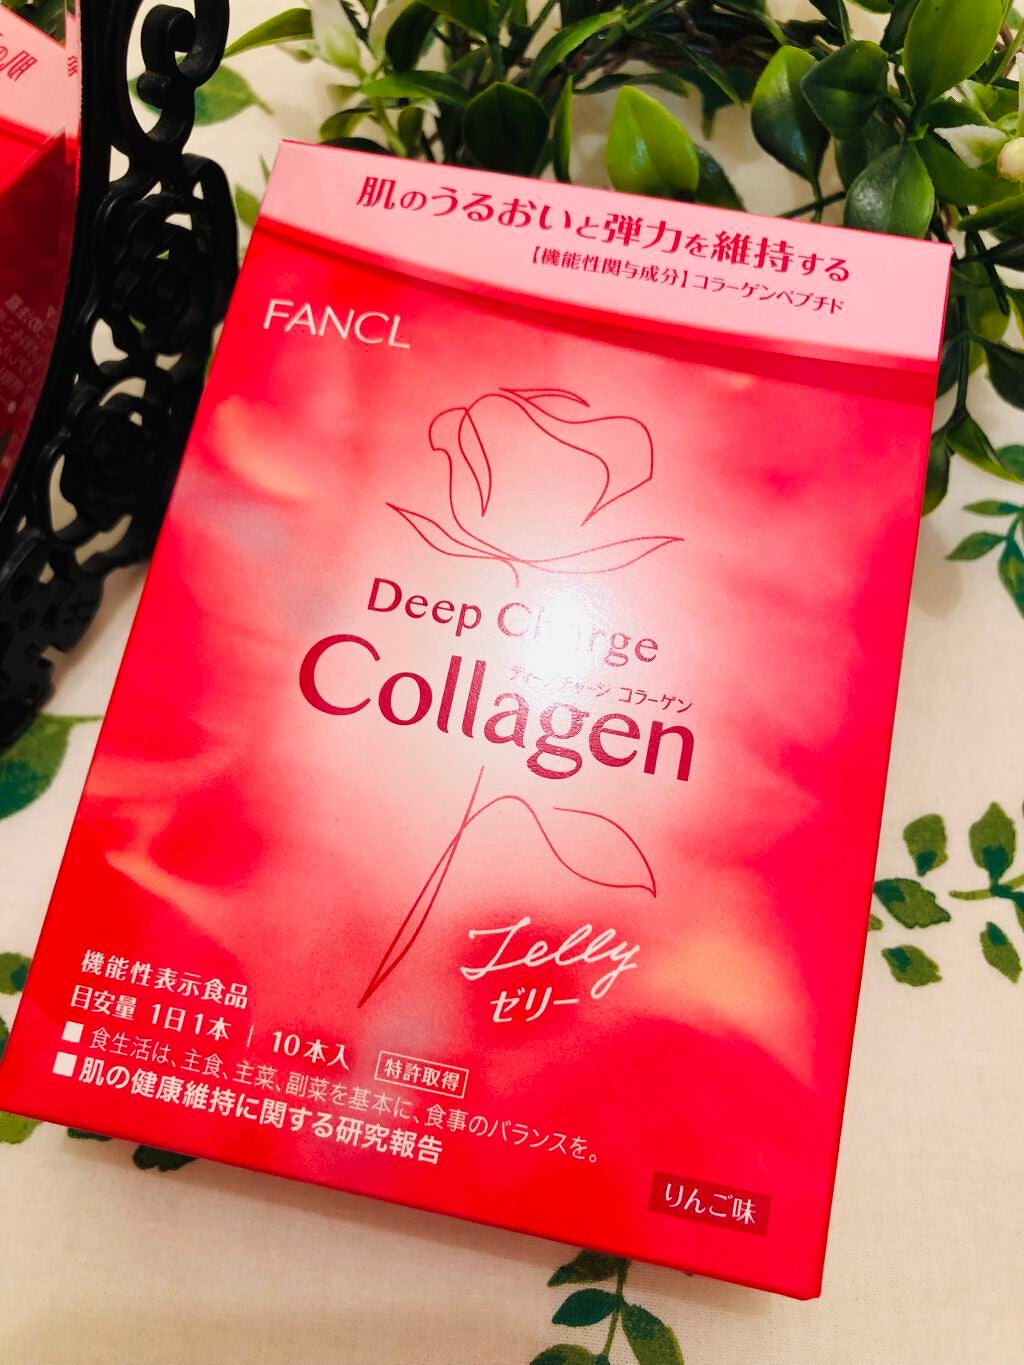 肌のうるおいと弾力を維持する
【機能性関与成分】コラーゲンペプチド
FANCL
Deep Charge
ディープ チャージ コラーゲン
Collagen
Jelly
ゼリー
機能性表示食品
目安量 1日1本 | 10本入 特許取得
■ 食生活は、主食、主菜、副菜を基本に、食事のバランスを。
■肌の健康維持に関する研究報告
りんご味